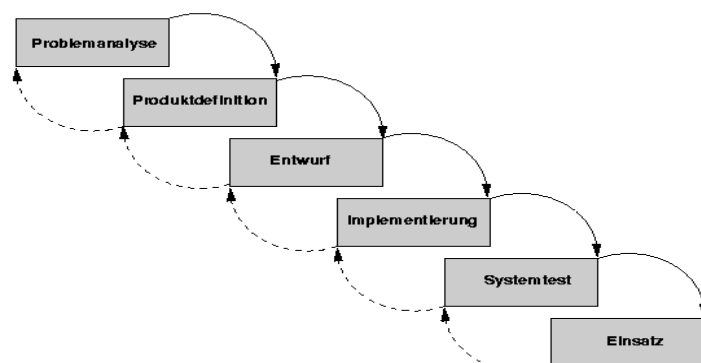 Problemanalyse
Produktdefinition
Entwurf
Implementierung
Systemtest
Einsatz